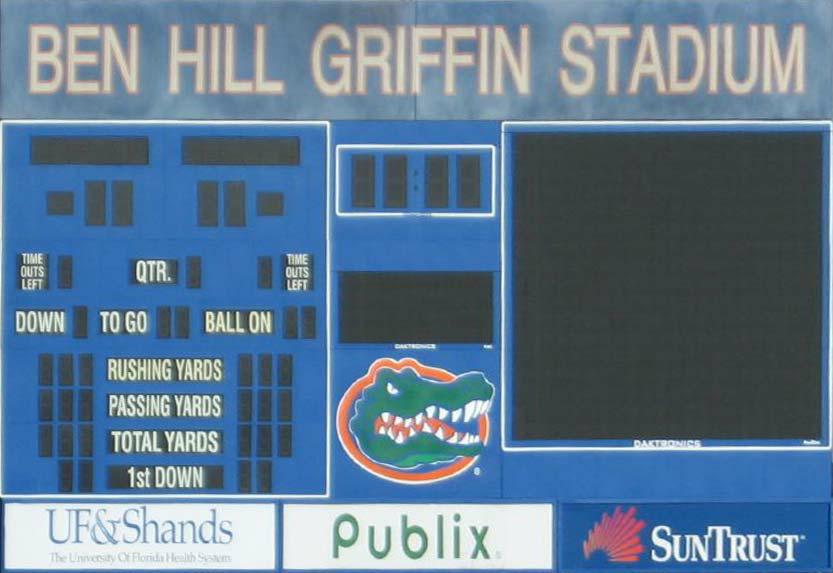 BEN HILL GRIFFIN STADIUM
TIME
OUTS
LEFT
QTR.
TIME
OUTS
LEFT
DOWN TO GO BALL ON
RUSHING YARDS
PASSING YARDS
TOTAL YARDS
1st DOWN
DAKTRONICS
®
DAKTRONICS
UF&Shands
The University Of Florida Health System
Publix®
SUNTRUST